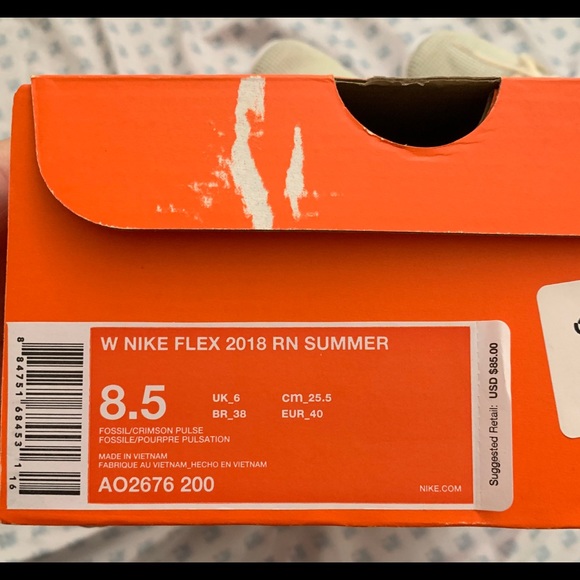 W NIKE FLEX 2018 RN SUMMER
8.5
UK_6
cm_25.5
BR_38
EUR_40
FOSSIL/CRIMSON PULSE
FOSSILE/POURPRE PULSATION
MADE IN VIETNAM
FABRIQUE AU VIETNAM_HECHO EN VIETNAM
AO2676 200
NIKE.COM
Suggested Retail: USD $85.00
8 84751 68453 1 16